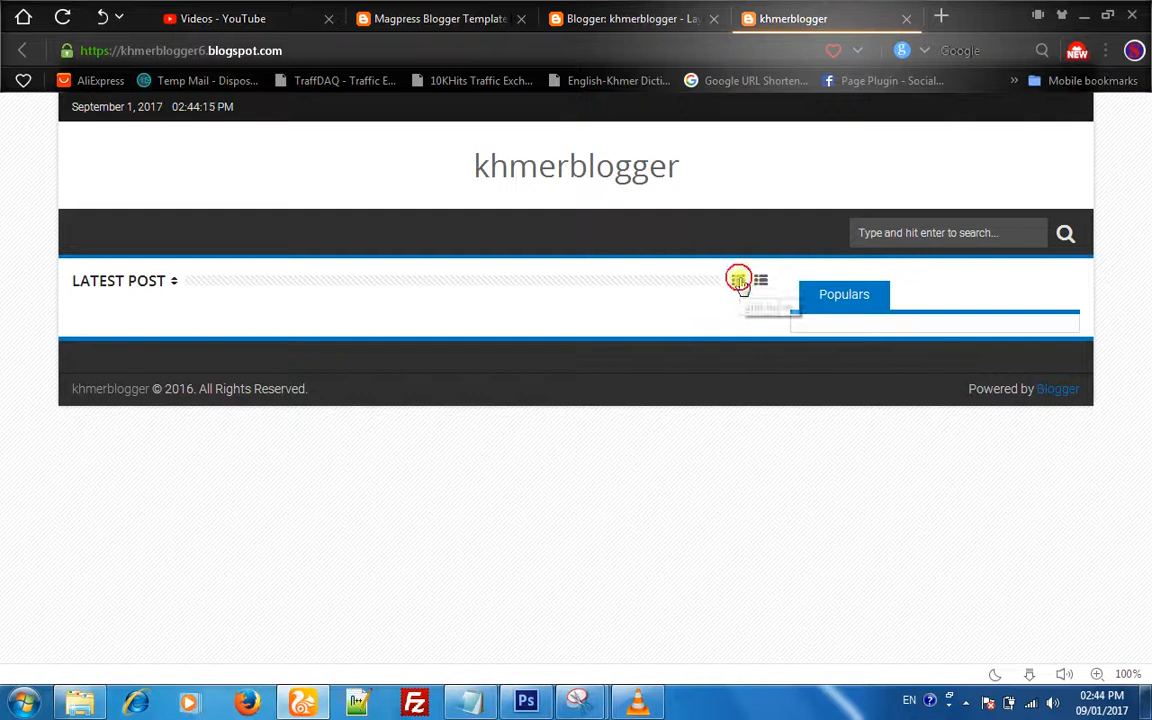 Videos - YouTube
Magpress Blogger Template
Blogger: khmerblogger - La
khmerblogger
https://khmerblogger6.blogspot.com
Google
NEW
AliExpress
Temp Mail - Dispos...
TraffDAQ - Traffic E...
10KHits Traffic Exch...
English-Khmer Dicti...
Google URL Shorten...
Page Plugin - Social...
Mobile bookmarks
September 1, 2017 02:44:15 PM
khmerblogger
Type and hit enter to search...
LATEST POST
Populars
khmerblogger © 2016. All Rights Reserved.
Powered by Blogger
100%
EN
02:44 PM
09/01/2017